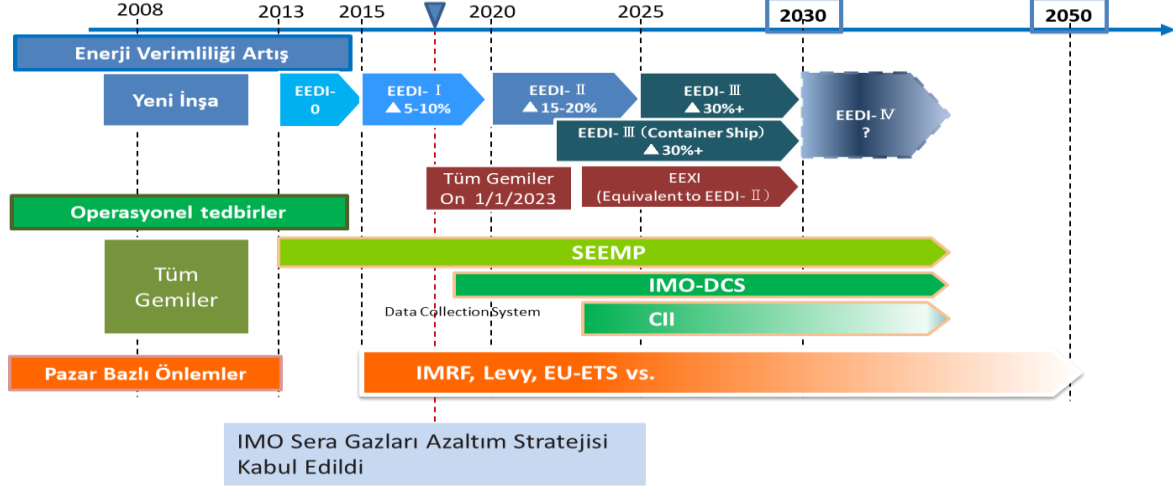 2008 2013 2015 2020 2025 2030 2050
Enerji Verimliliği Artış
Yeni İnşa
EEDI-
0
EEDI- Ⅰ
▲5-10%
EEDI- Ⅱ
▲15-20%
EEDI- Ⅲ
▲30%+
EEDI- Ⅳ
?
EEDI- Ⅲ (Container Ship)
▲30%+
Tüm Gemiler
On 1/1/2023
EEXI
(Equivalent to EEDI- Ⅱ)
Operasyonel tedbirler
Tüm
Gemiler
SEEMP
IMO-DCS
Data Collection System
CII
Pazar Bazlı Önlemler
IMRF, Levy, EU-ETS vs.
IMO Sera Gazları Azaltım Stratejisi
Kabul Edildi